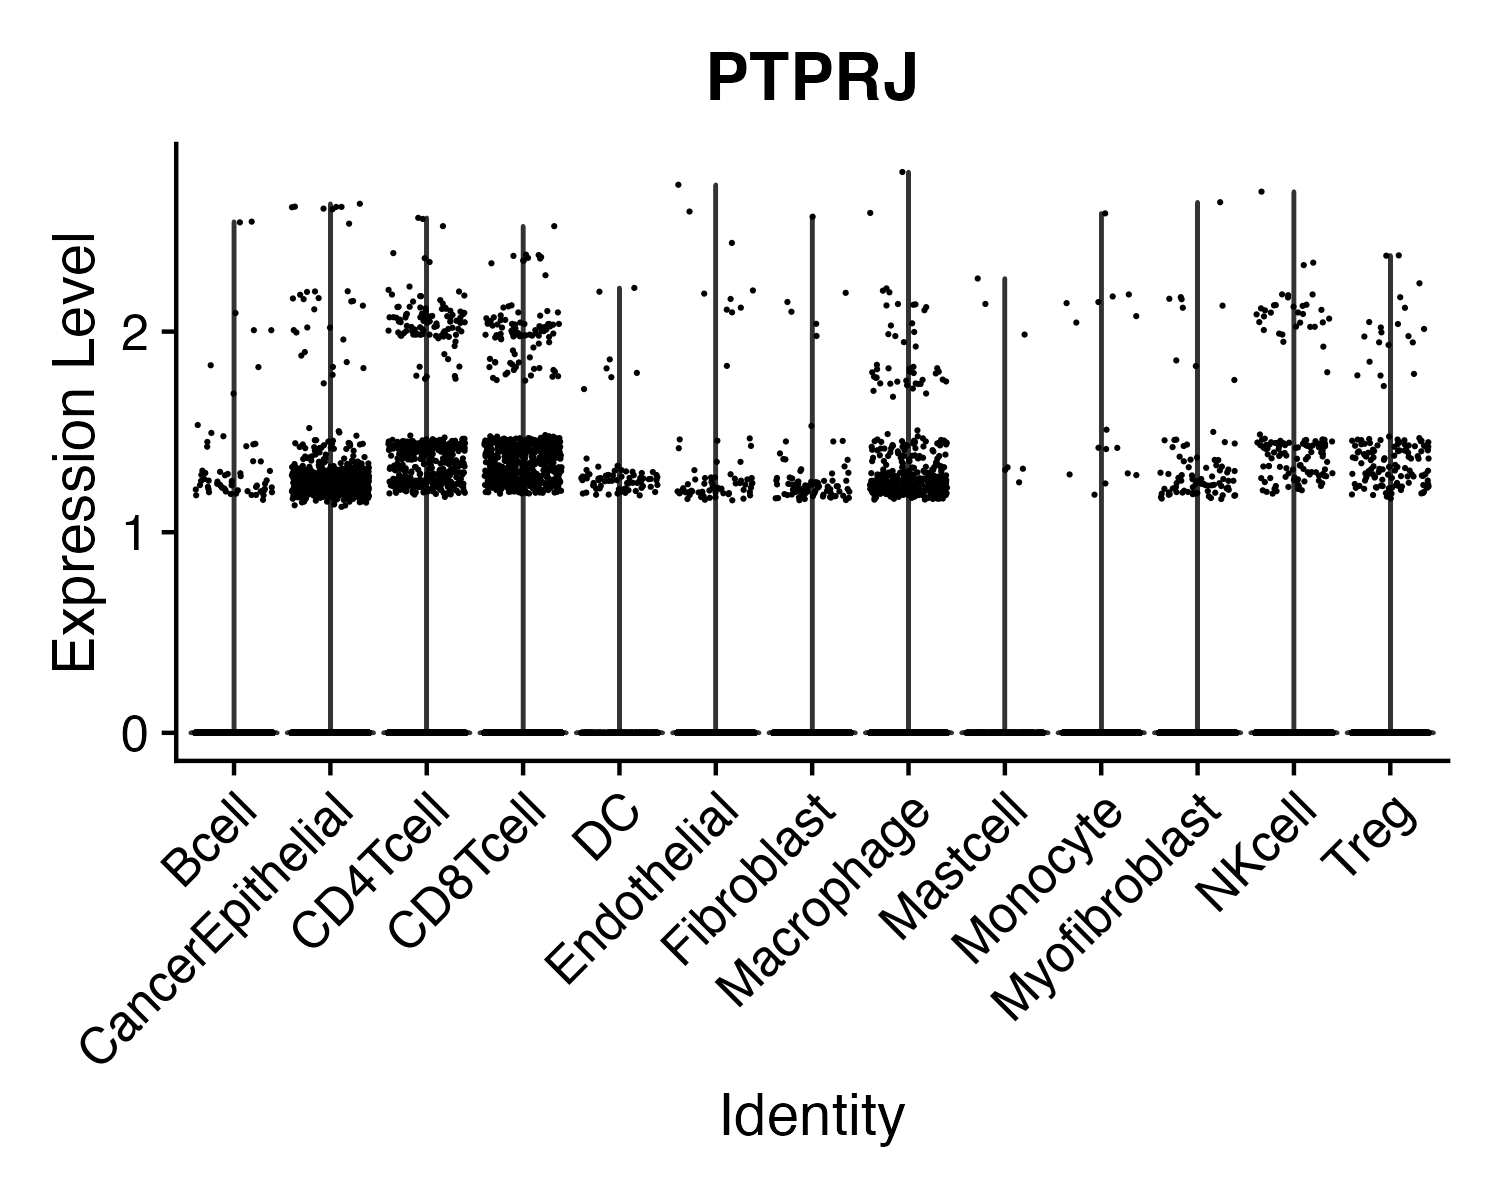 PTPRJ
Expression Level
2
1
0
Bcell
CancerEpithelial
CD4Tcell
CD8Tcell
DC
Endothelial
Fibroblast
Macrophage
Mastcell
Monocyte
Myofibroblast
NKcell
Treg
Identity